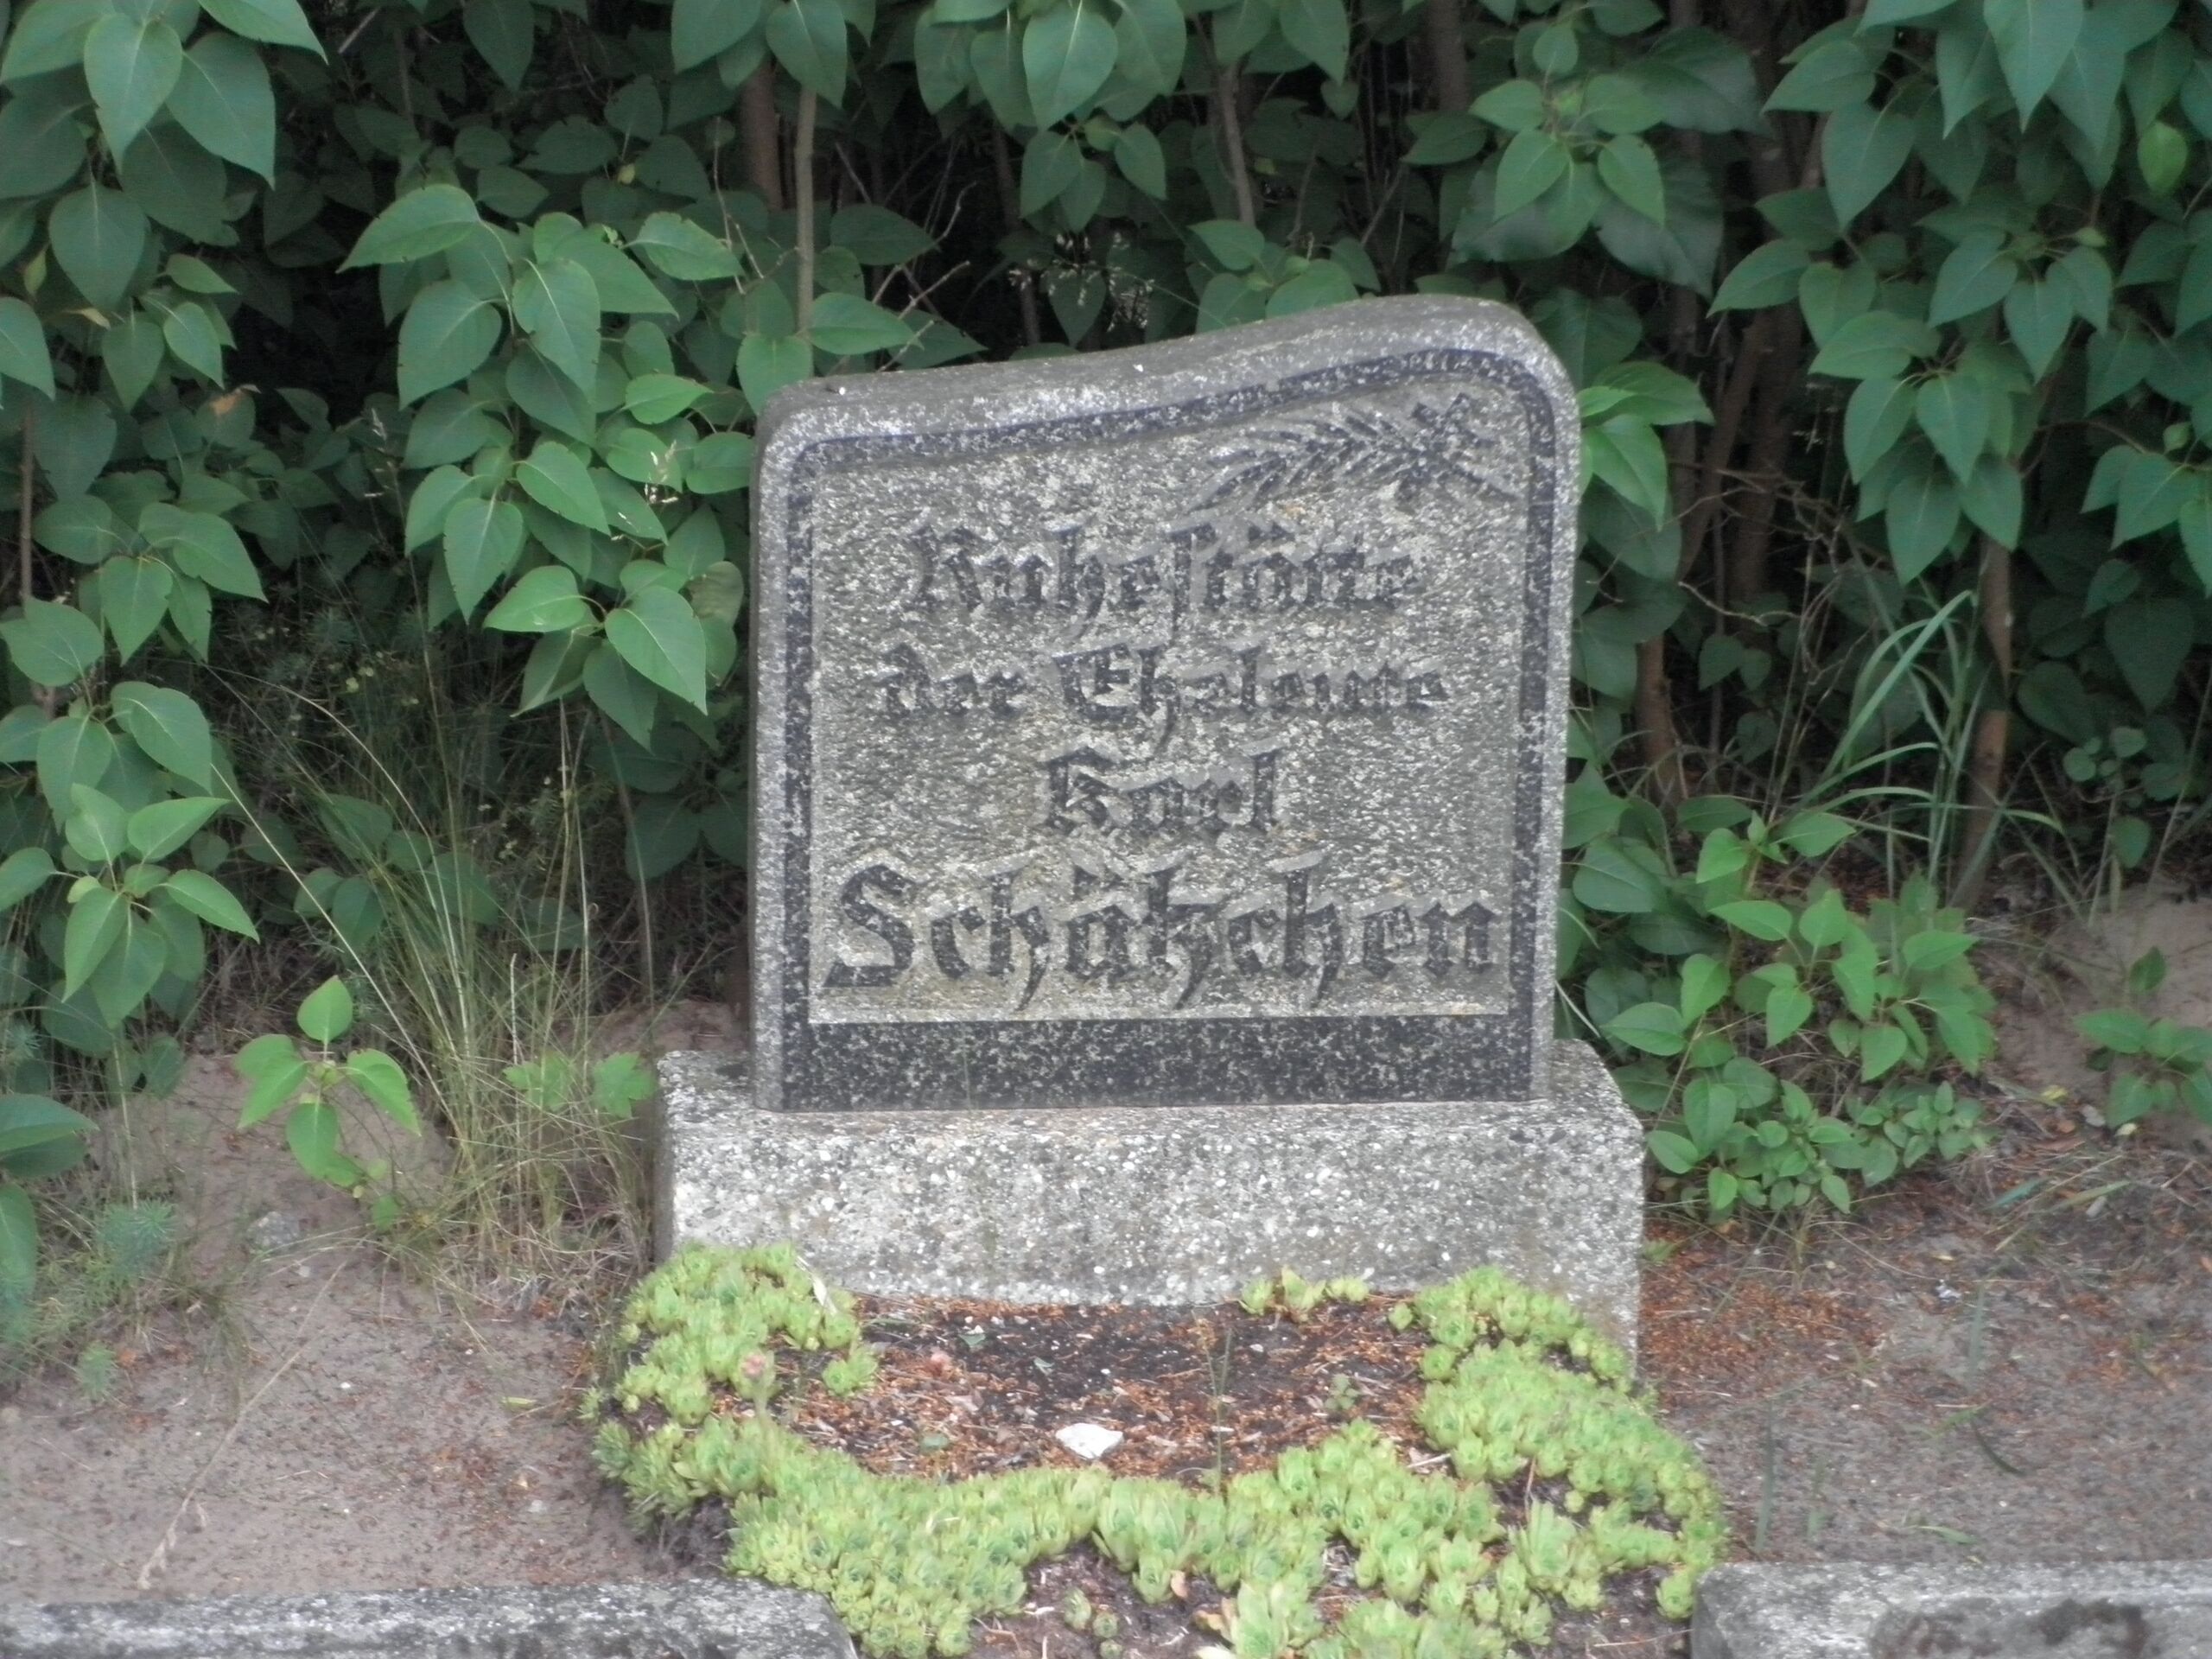 Ruhestätte
der Eheleute
Karl
Schätzchen